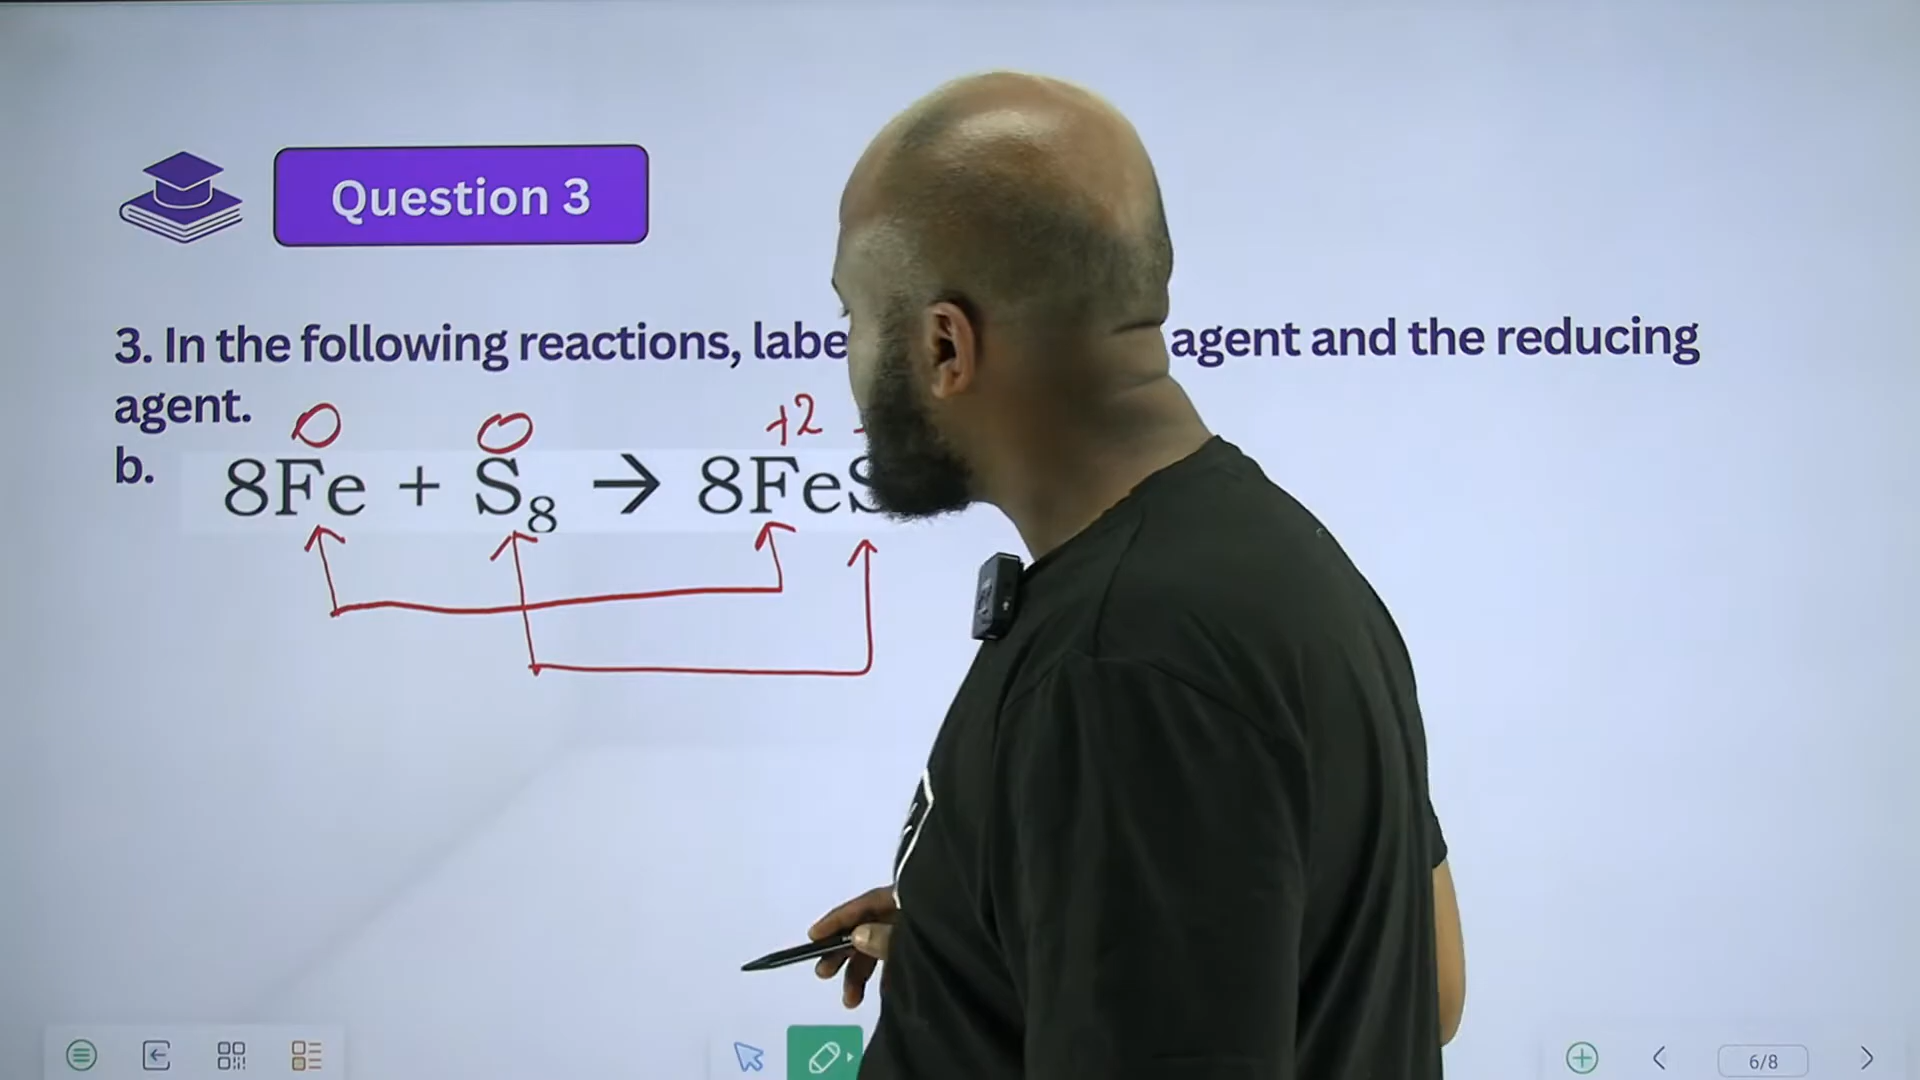 Question 3
3. In the following reactions, labe agent and the reducing
agent.
0 0 +2
b. 8Fe + S₈ → 8FeS
6/8